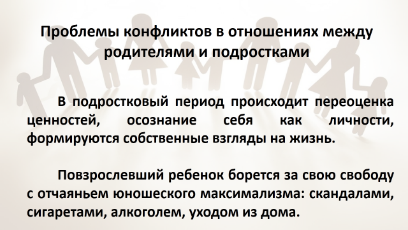 Проблемы конфликтов в отношениях между
родителями и подростками
В подростковый период происходит переоценка
ценностей, осознание себя как личности,
формируются собственные взгляды на жизнь.
Повзрослевший ребенок борется за свою свободу
с отчаяньем юношеского максимализма: скандалами,
сигаретами, алкоголем, уходом из дома.